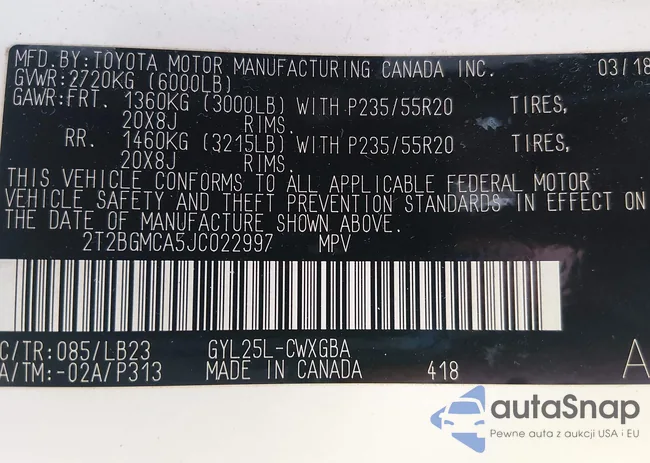 MFD.BY:TOYOTA MOTOR MANUFACTURING CANADA INC. 03/18
GVWR:2720KG (6000LB)
GAWR:FRT. 1360KG (3000LB) WITH P235/55R20 TIRES,
20X8J RIMS.
RR. 1460KG (3215LB) WITH P235/55R20 TIRES,
20X8J RIMS.
THIS VEHICLE CONFORMS TO ALL APPLICABLE FEDERAL MOTOR
VEHICLE SAFETY AND THEFT PREVENTION STANDARDS IN EFFECT ON
THE DATE OF MANUFACTURE SHOWN ABOVE.
2T2BGMCA5JC022997 MPV
C/TR:085/LB23 GYL25L-CWXGBA A
A/TM:-02A/P313 MADE IN CANADA 418
autaSnap
Pewne auta z aukcji USA i EU